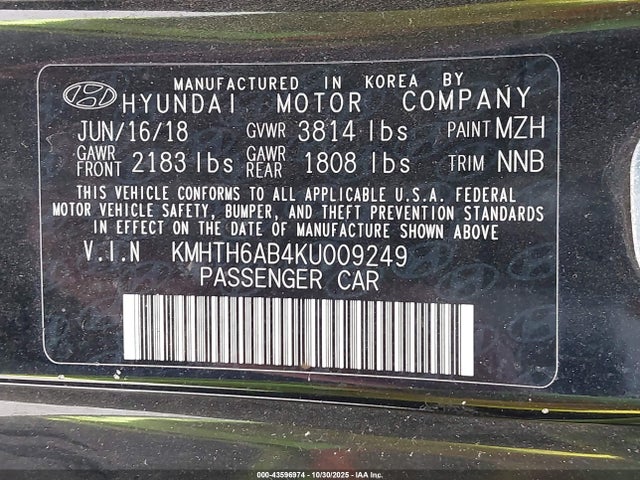 MANUFACTURED IN KOREA BY
HYUNDAI MOTOR COMPANY
JUN/16/18 GVWR 3814 lbs PAINT MZH
GAWR FRONT 2183 lbs GAWR REAR 1808 lbs TRIM NNB
THIS VEHICLE CONFORMS TO ALL APPLICABLE U.S.A. FEDERAL
MOTOR VEHICLE SAFETY, BUMPER, AND THEFT PREVENTION STANDARDS
IN EFFECT ON THE DATE OF MANUFACTURE SHOWN ABOVE
V.I.N KMHTH6AB4KU009249
PASSENGER CAR
000-43596974 | 10/30/2025 - IAA Inc.